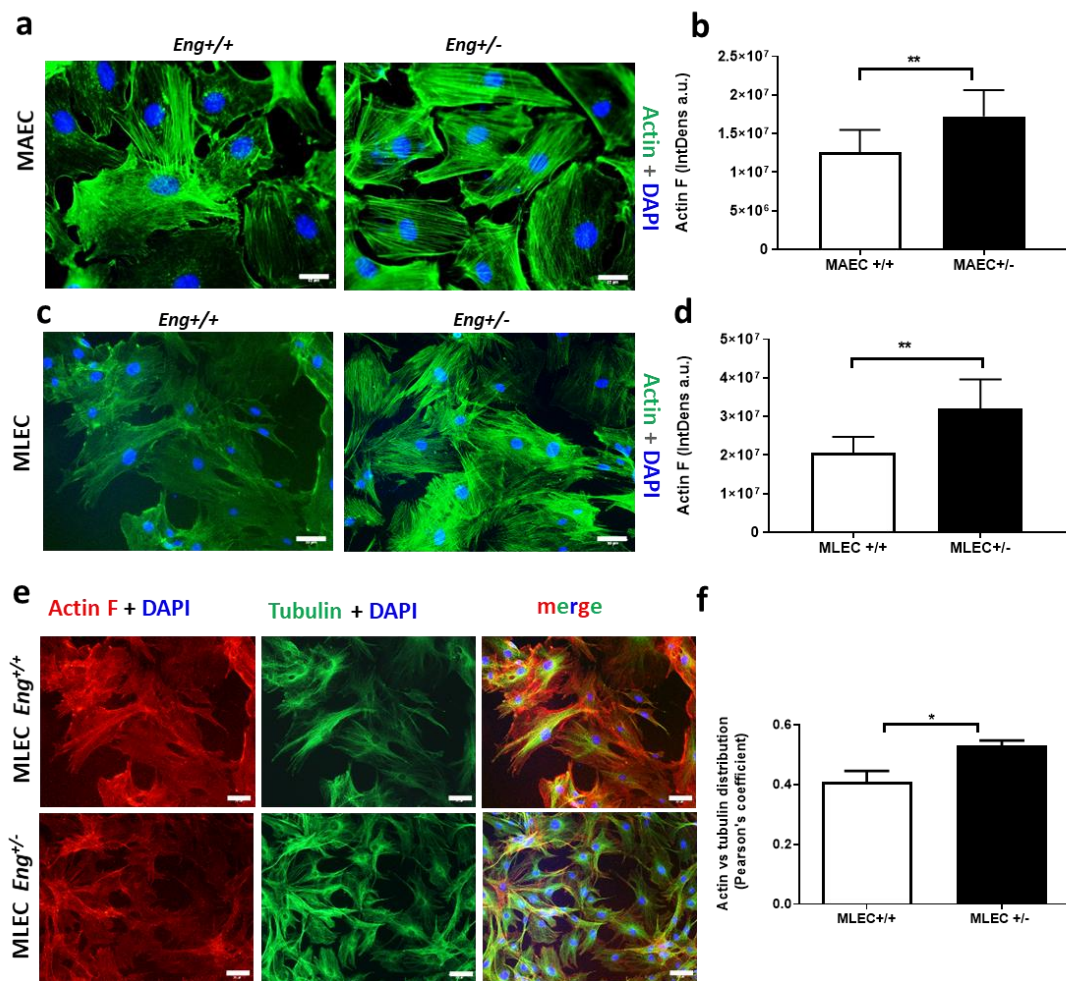 a
Eng+/+
Eng+/-
MAEC
Actin + DAPI
b
2.5×10⁷
2×10⁷
1.5×10⁷
1×10⁷
5×10⁶
0
Actin F (IntDens a.u.)
**
MAEC +/+
MAEC+/-
c
Eng+/+
Eng+/-
MLEC
Actin + DAPI
d
5×10⁷
4×10⁷
3×10⁷
2×10⁷
1×10⁷
0
Actin F (IntDens a.u.)
**
MLEC +/+
MLEC+/-
e
Actin F + DAPI
Tubulin + DAPI
merge
MLEC Eng+/+
MLEC Eng+/-
f
0.6
0.4
0.2
0.0
Actin vs tubulin distribution
(Pearson's coefficient)
*
MLEC+/+
MLEC +/-